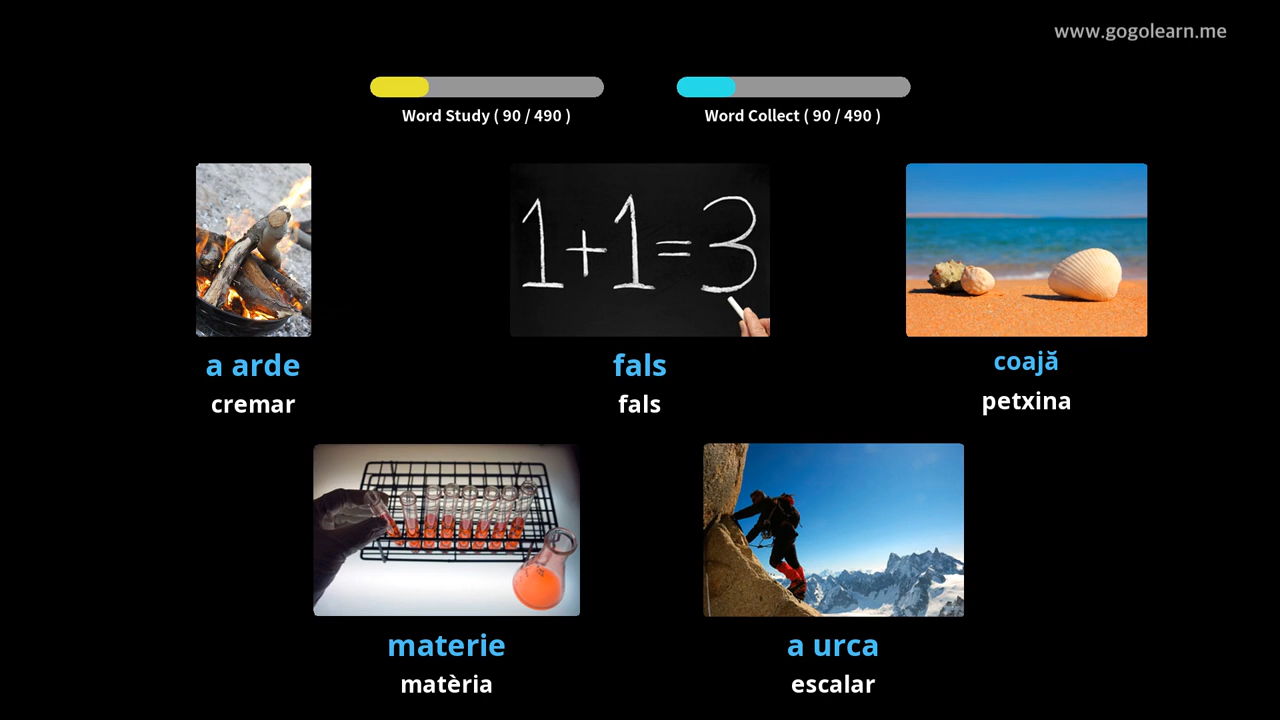 www.gogolearn.me
Word Study ( 90 / 490 )
Word Collect ( 90 / 490 )
1+1=3
a arde
cremar
fals
fals
coajă
petxina
materie
matèria
a urca
escalar